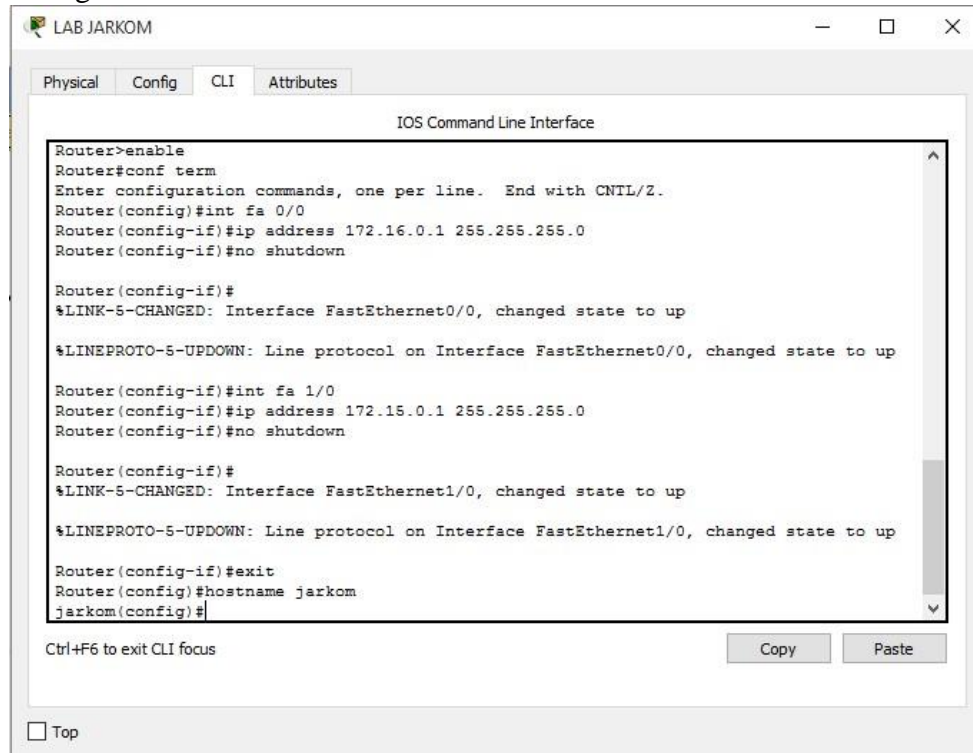 LAB JARKOM
Physical Config CLI Attributes
IOS Command Line Interface
Router>enable
Router#conf term
Enter configuration commands, one per line.  End with CNTL/Z.
Router(config)#int fa 0/0
Router(config-if)#ip address 172.16.0.1 255.255.255.0
Router(config-if)#no shutdown
Router(config-if)#
%LINK-5-CHANGED: Interface FastEthernet0/0, changed state to up
%LINEPROTO-5-UPDOWN: Line protocol on Interface FastEthernet0/0, changed state to up
Router(config-if)#int fa 1/0
Router(config-if)#ip address 172.15.0.1 255.255.255.0
Router(config-if)#no shutdown
Router(config-if)#
%LINK-5-CHANGED: Interface FastEthernet1/0, changed state to up
%LINEPROTO-5-UPDOWN: Line protocol on Interface FastEthernet1/0, changed state to up
Router(config-if)#exit
Router(config)#hostname jarkom
jarkom(config)#
Ctrl+F6 to exit CLI focus
Copy Paste
Top